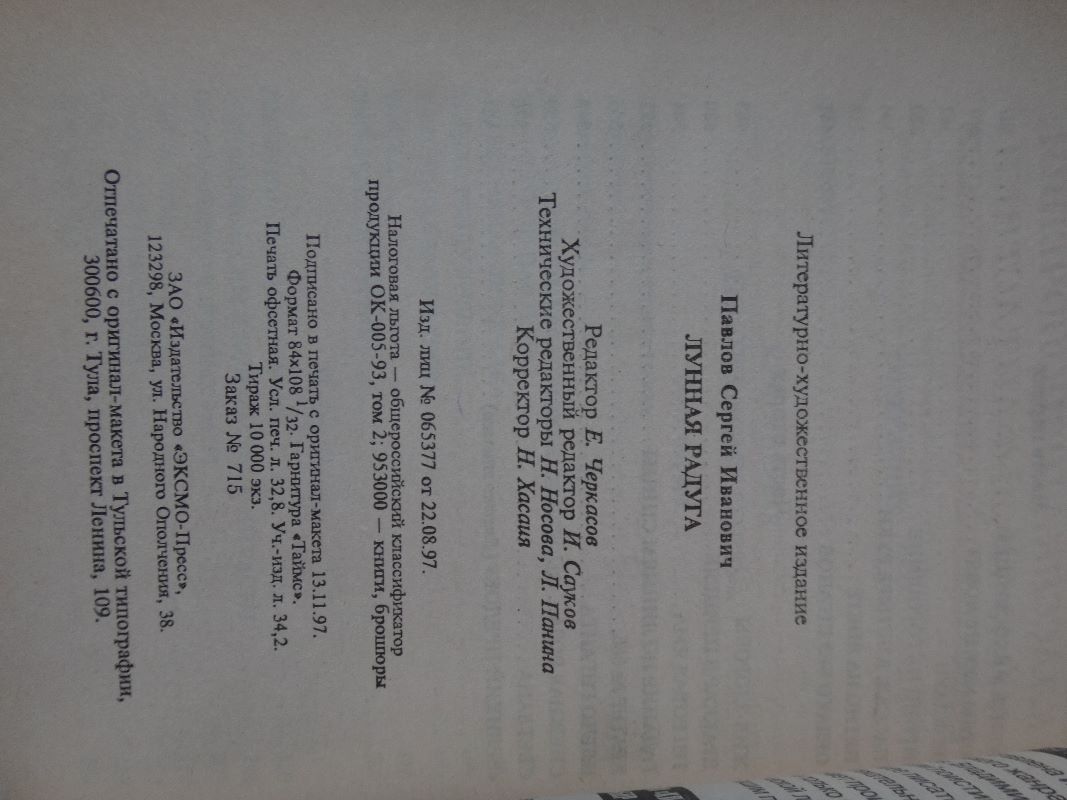 Литературно-художественное издание
Павлов Сергей Иванович
ЛУННАЯ РАДУГА
Редактор Е. Черкасов
Художественный редактор И. Сауков
Технические редакторы Н. Носова, Л. Панина
Корректор Н. Хасаия
Изд. лиц № 065377 от 22.08.97.
Налоговая льгота — общероссийский классификатор
продукции ОК-005-93, том 2; 953000 — книги, брошюры
Подписано в печать с оригинал-макета 13.11.97.
Формат 84x108 1/32. Гарнитура «Таймс».
Печать офсетная. Усл. печ. л. 32,8. Уч.-изд. л. 34,2.
Тираж 10 000 экз.
Заказ № 715
ЗАО «Издательство «ЭКСМО-Пресс»,
123298, Москва, ул. Народного Ополчения, 38.
Отпечатано с оригинал-макета в Тульской типографии,
300600, г. Тула, проспект Ленина, 109.